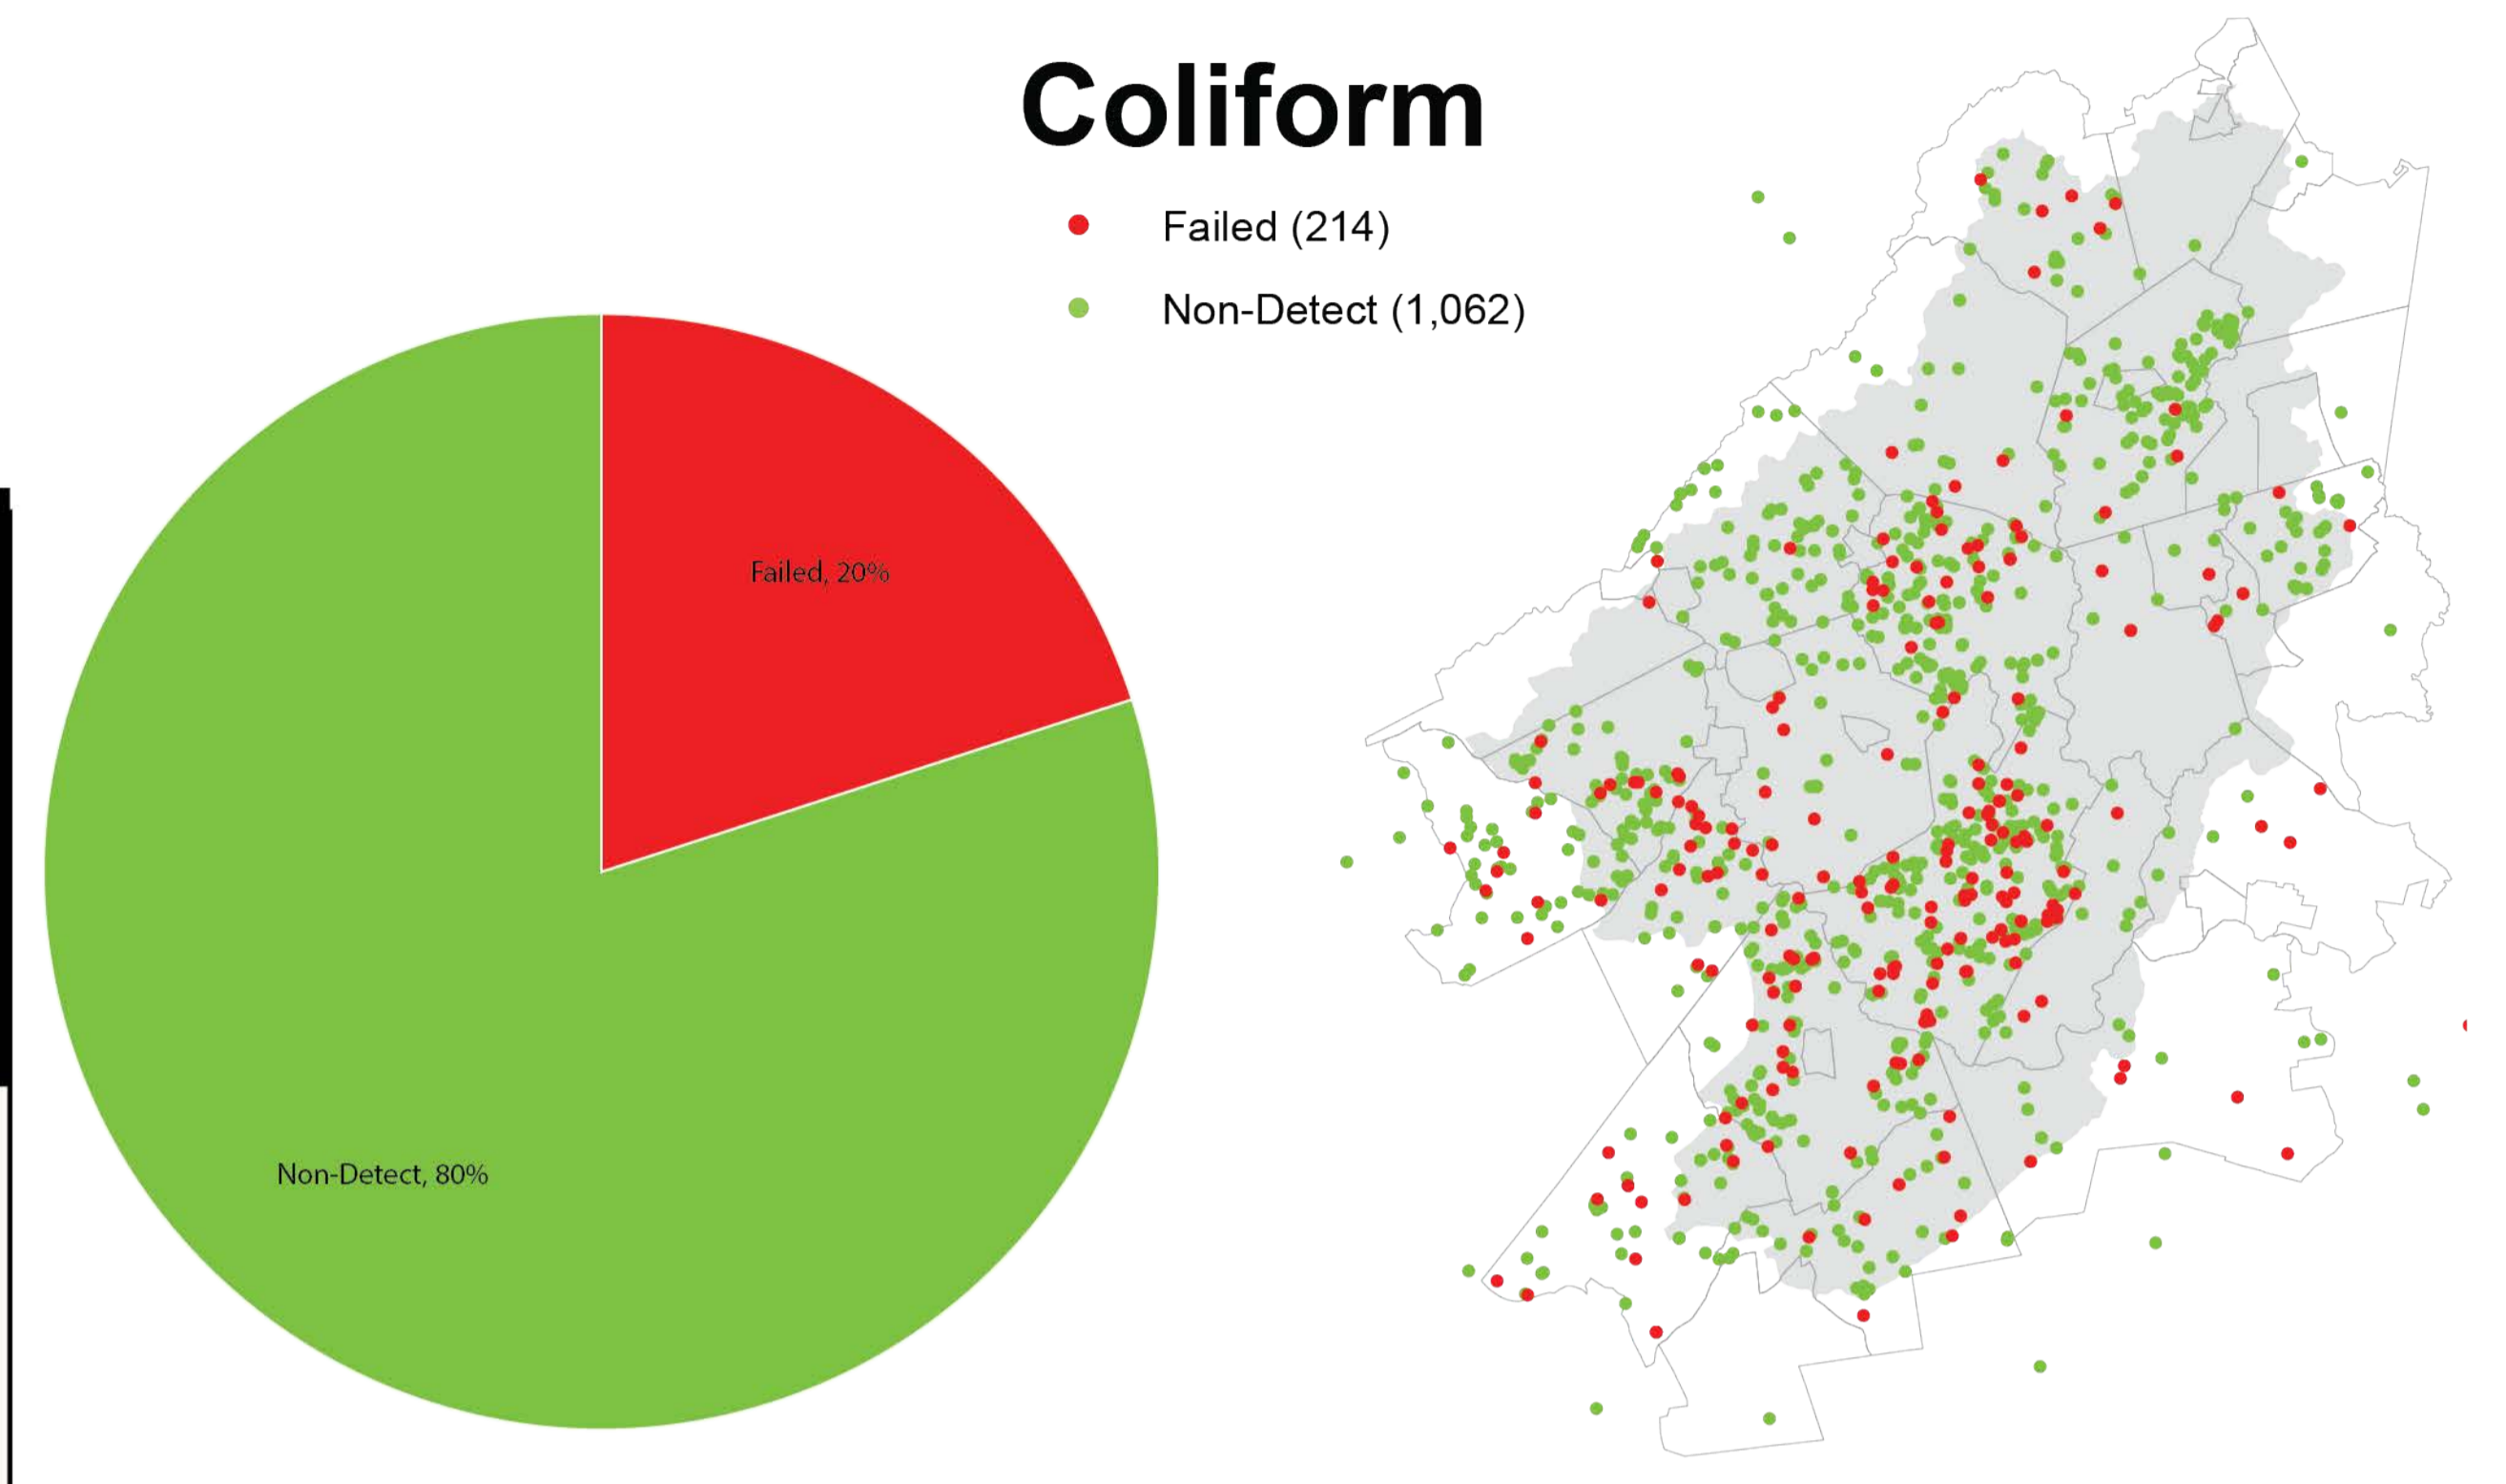 Coliform
Failed (214)
Non-Detect (1,062)
Failed, 20%
Non-Detect, 80%